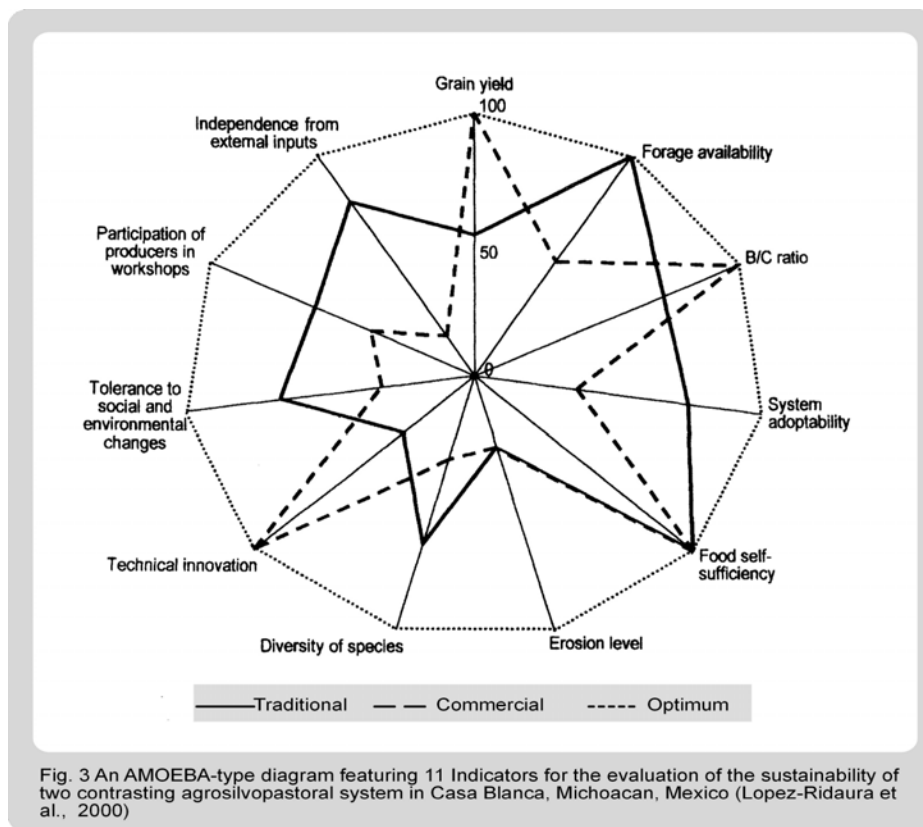 Grain yield
100
Independence from
external inputs
Forage availability
Participation of
producers in
workshops
50
B/C ratio
0
Tolerance to
social and
environmental
changes
System
adoptability
Technical innovation
Food self-
sufficiency
Diversity of species
Erosion level
Traditional
Commercial
Optimum
Fig. 3 An AMOEBA-type diagram featuring 11 Indicators for the evaluation of the sustainability of
two contrasting agrosilvopastoral system in Casa Blanca, Michoacan, Mexico (Lopez-Ridaura et
al., 2000)